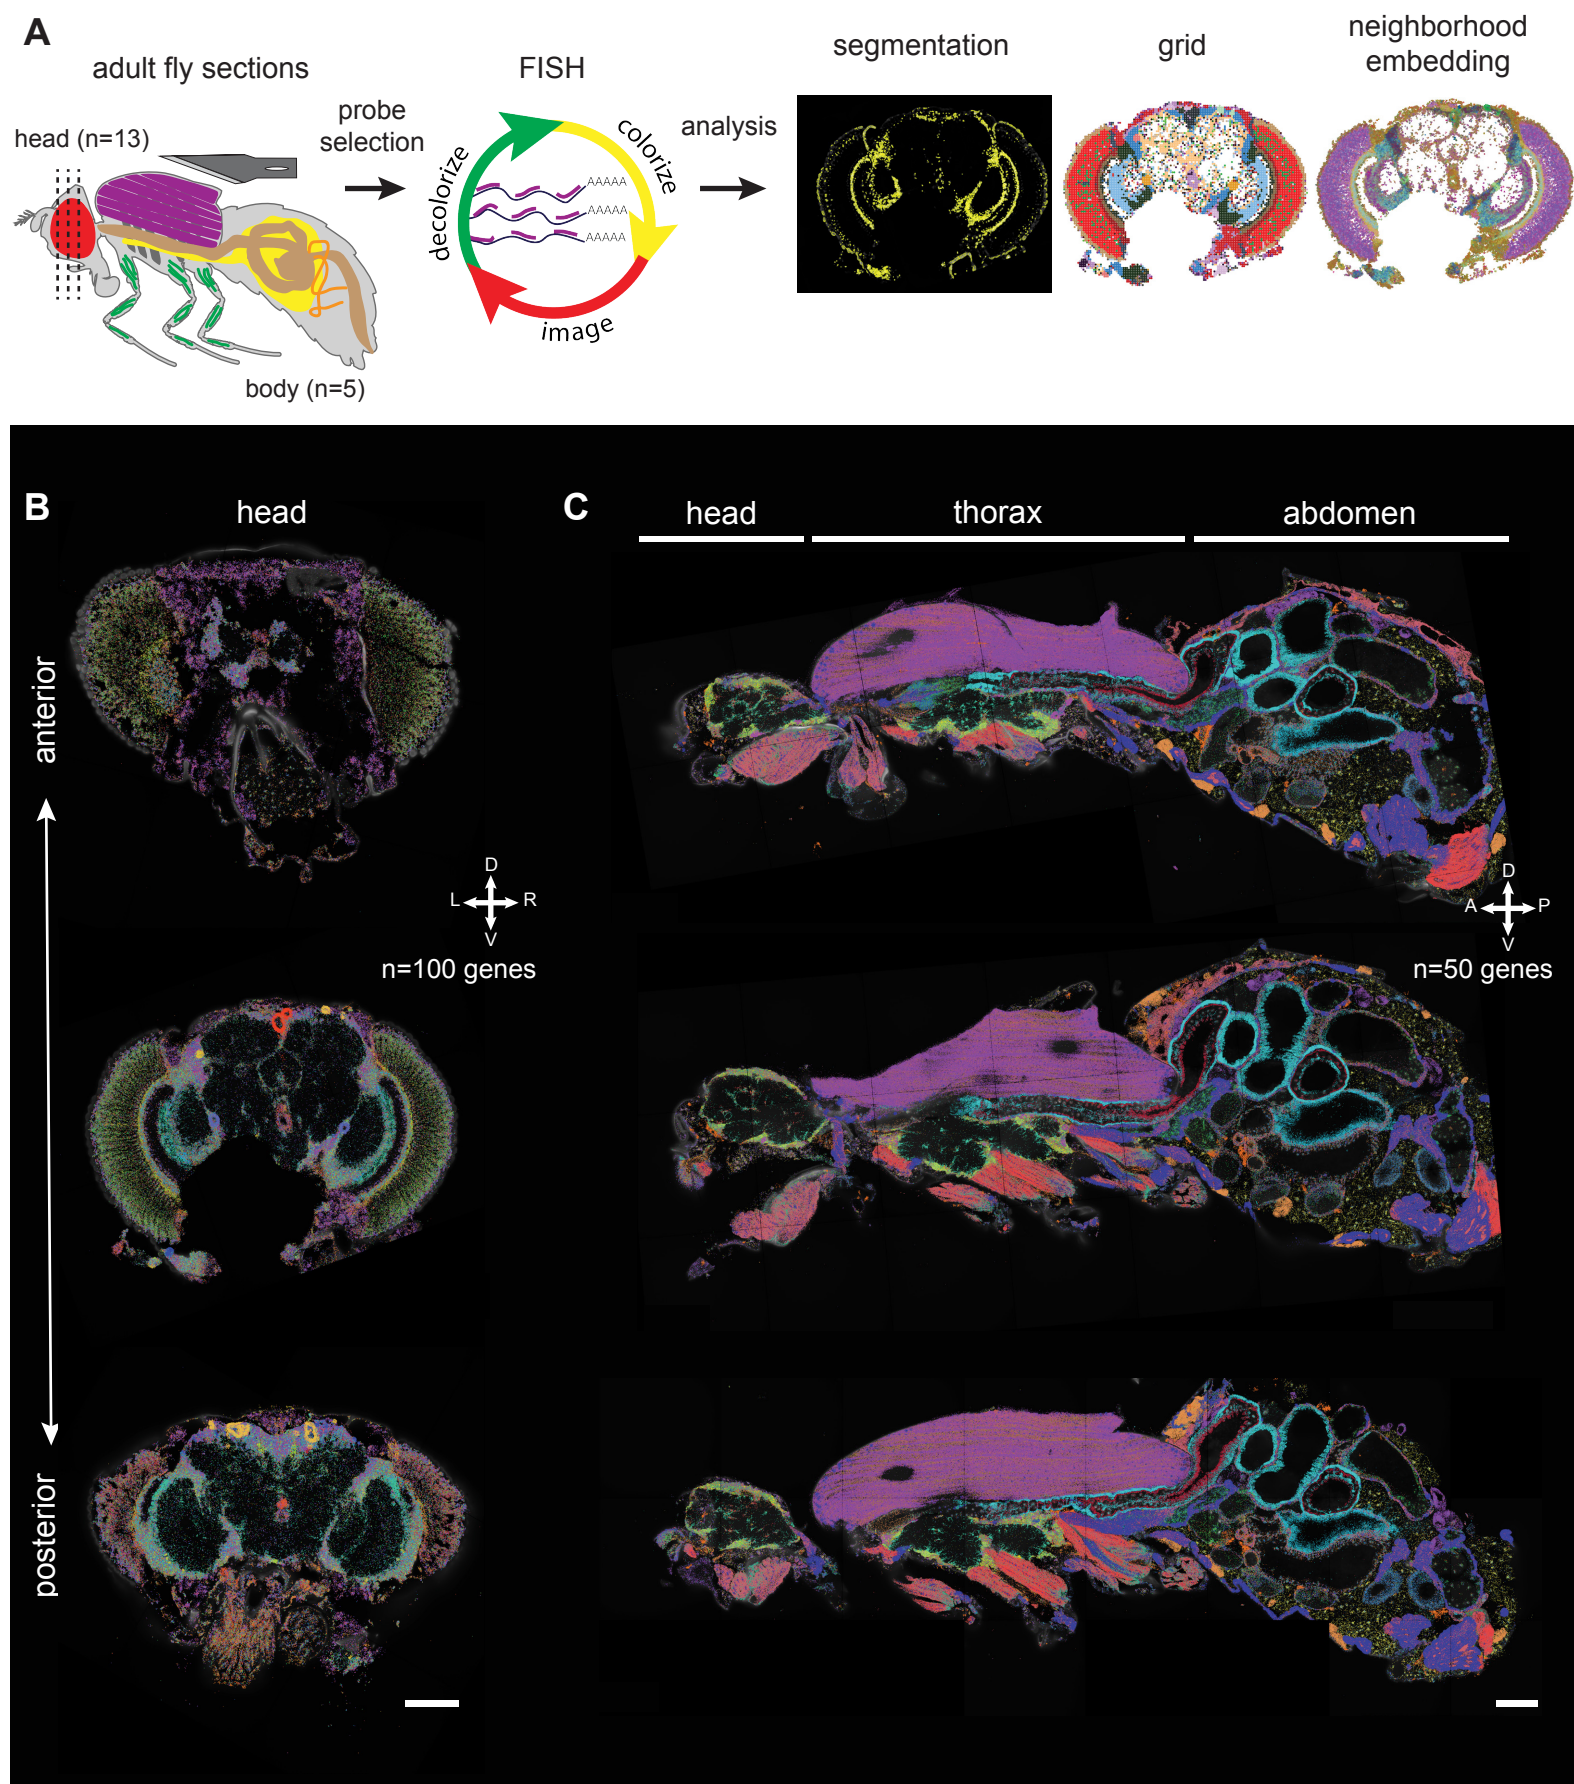 A
adult fly sections
head (n=13)
body (n=5)
probe
selection
FISH
decolorize
colorize
image
AAAAA
AAAAA
AAAAA
analysis
segmentation
grid
neighborhood
embedding
B
head
anterior
posterior
D
L R
V
n=100 genes
C
head thorax abdomen
D
A P
V
n=50 genes